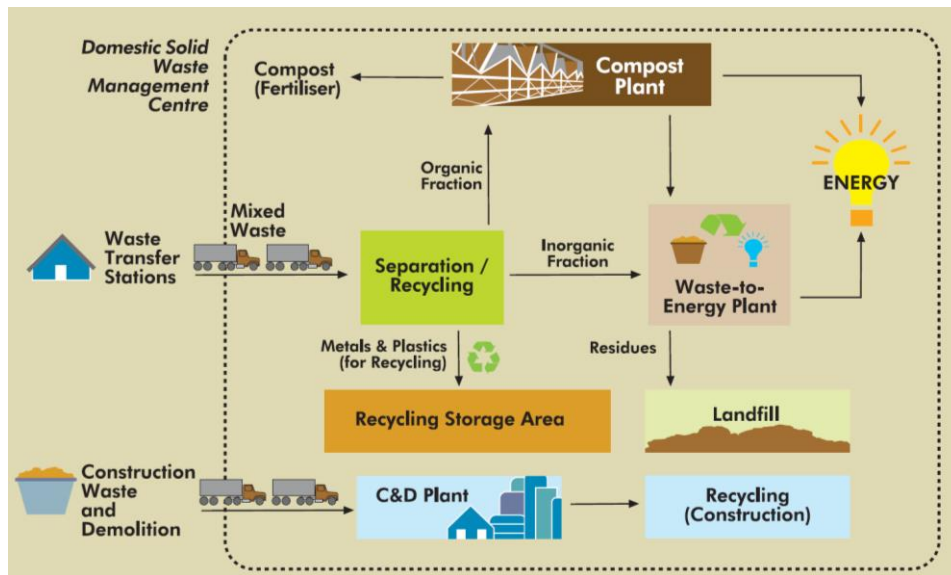 Domestic Solid
Waste
Management
Centre
Compost
(Fertiliser)
Compost
Plant
Organic
Fraction
ENERGY
Mixed
Waste
Waste
Transfer
Stations
Separation /
Recycling
Inorganic
Fraction
Waste-to-
Energy Plant
Metals & Plastics
(for Recycling)
Residues
Recycling Storage Area
Landfill
Construction
Waste
and
Demolition
C&D Plant
Recycling
(Construction)